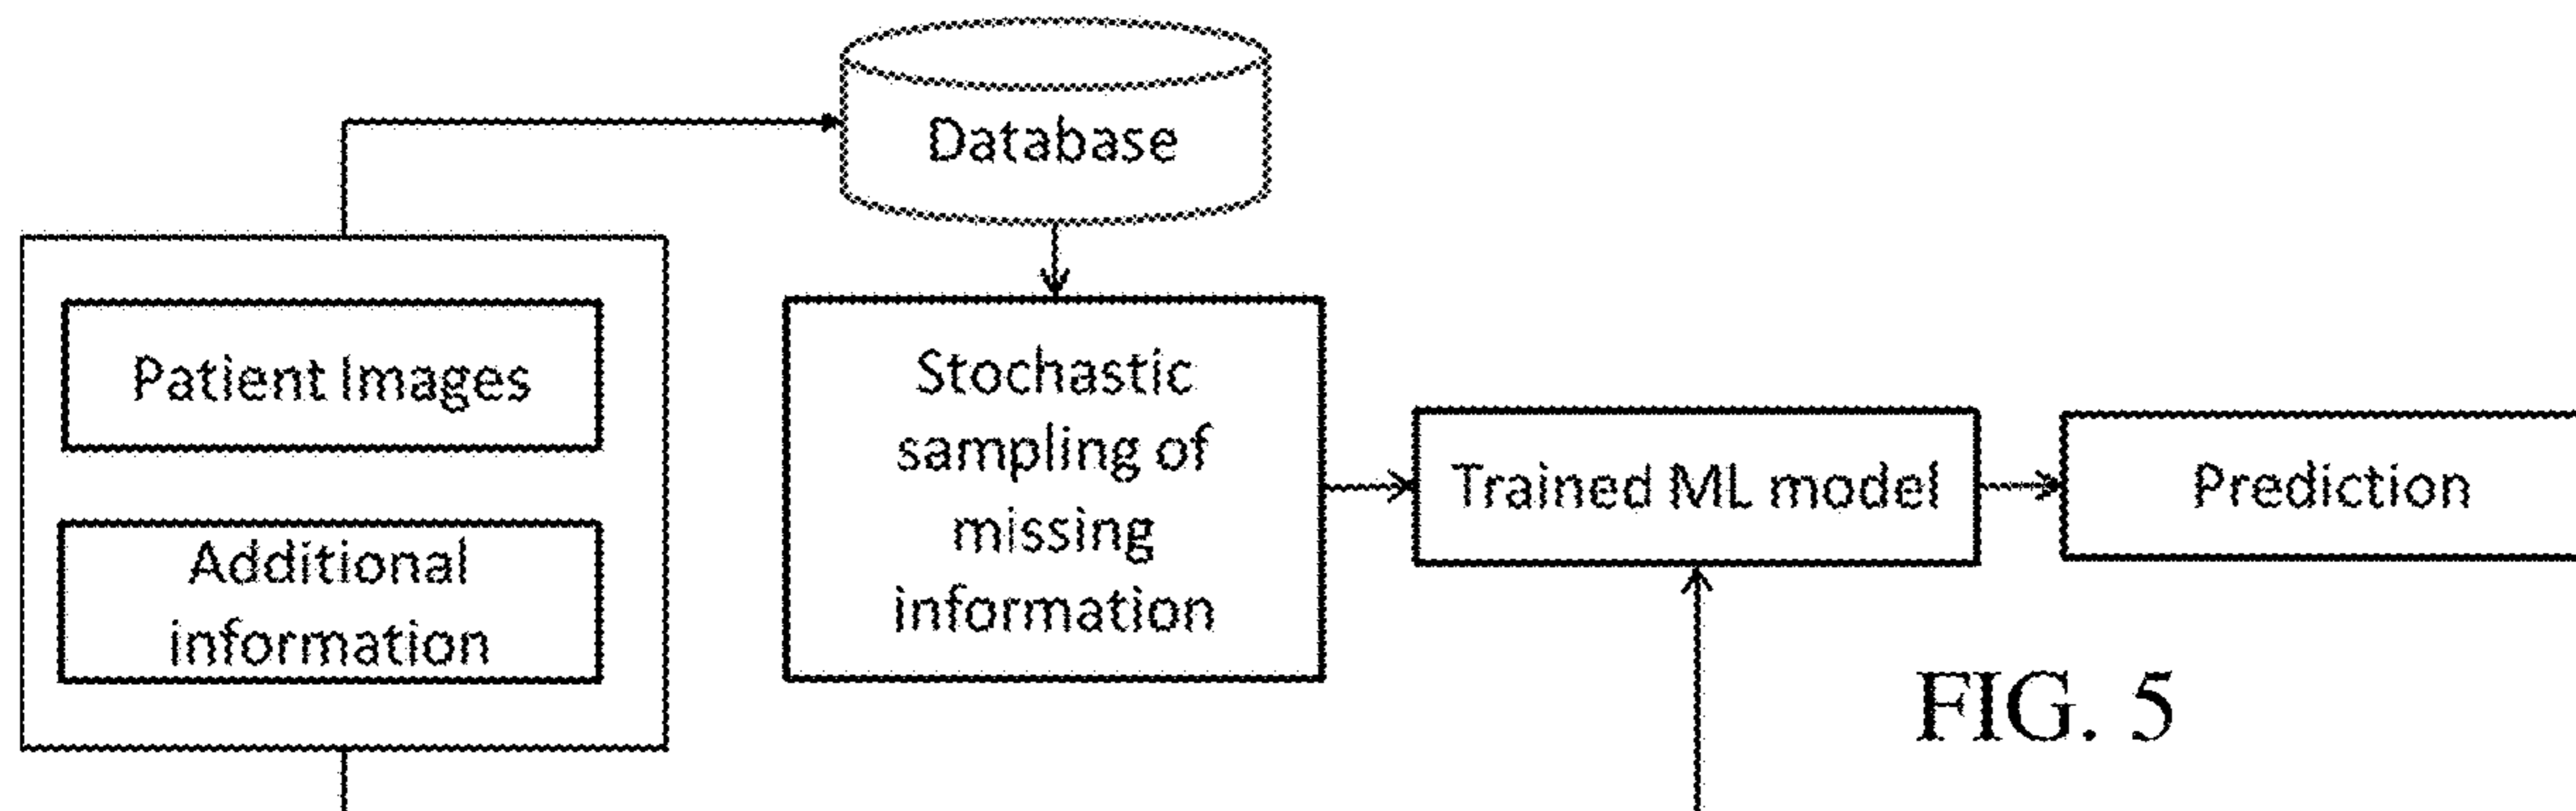 Database
Patient Images
Additional
information
Stochastic
sampling of
missing
information
Trained ML model
Prediction
FIG. 5